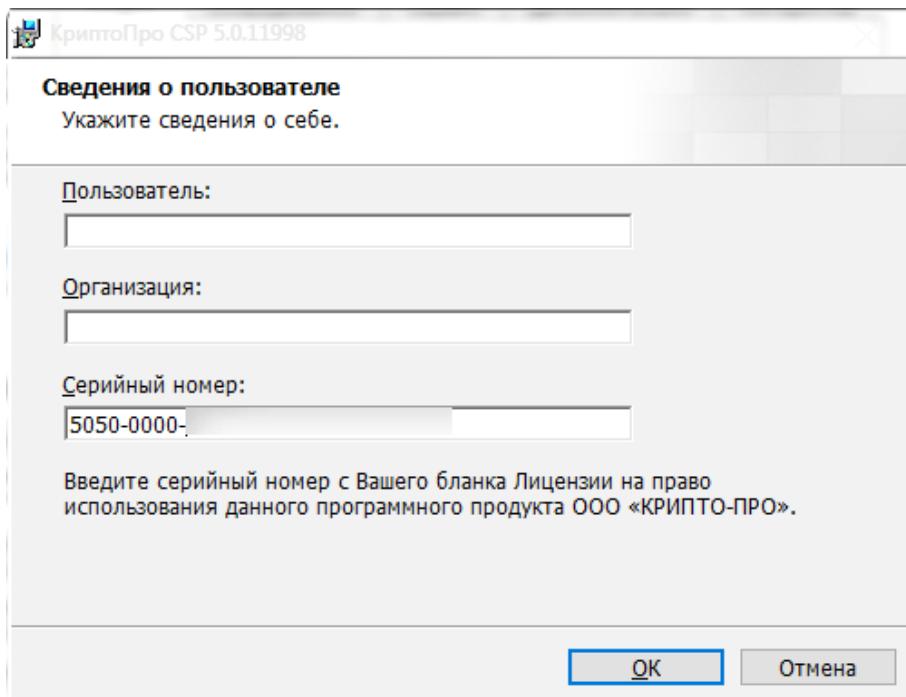 КриптоПро CSP 5.0.11998
Сведения о пользователе
Укажите сведения о себе.
Пользователь:
Организация:
Серийный номер:
5050-0000-
Введите серийный номер с Вашего бланка Лицензии на право
использования данного программного продукта ООО «КРИПТО-ПРО».
OK
Отмена